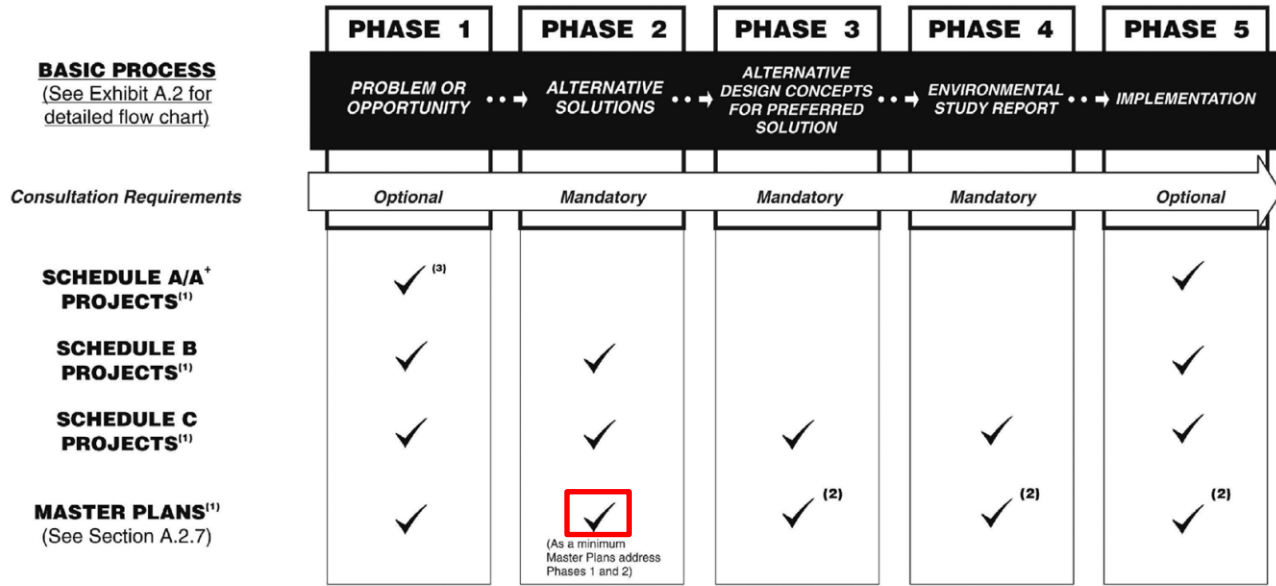 PHASE 1
PHASE 2
PHASE 3
PHASE 4
PHASE 5
BASIC PROCESS
(See Exhibit A.2 for
detailed flow chart)
PROBLEM OR
OPPORTUNITY
ALTERNATIVE
SOLUTIONS
ALTERNATIVE
DESIGN CONCEPTS
FOR PREFERRED
SOLUTION
ENVIRONMENTAL
STUDY REPORT
IMPLEMENTATION
Consultation Requirements
Optional
Mandatory
Mandatory
Mandatory
Optional
SCHEDULE A/A+
PROJECTS(1)
✓ (3)
✓
SCHEDULE B
PROJECTS(1)
✓
✓
✓
SCHEDULE C
PROJECTS(1)
✓
✓
✓
✓
✓
MASTER PLANS(1)
(See Section A.2.7)
✓
✓
(As a minimum
Master Plans address
Phases 1 and 2)
✓ (2)
✓ (2)
✓ (2)